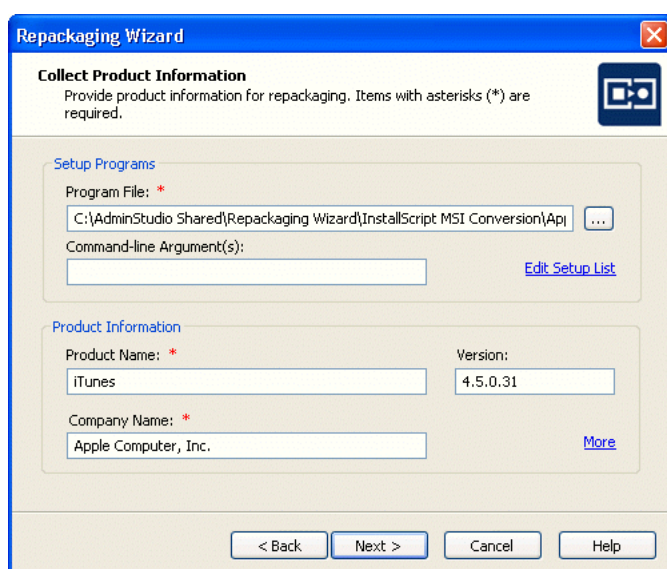 Repackaging Wizard
Collect Product Information
Provide product information for repackaging. Items with asterisks (*) are
required.
Setup Programs
Program File: *
C:\AdminStudio Shared\Repackaging Wizard\InstallScript MSI Conversion\App
...
Command-line Argument(s):
Edit Setup List
Product Information
Product Name: *
Version:
iTunes
4.5.0.31
Company Name: *
Apple Computer, Inc.
More
< Back
Next >
Cancel
Help